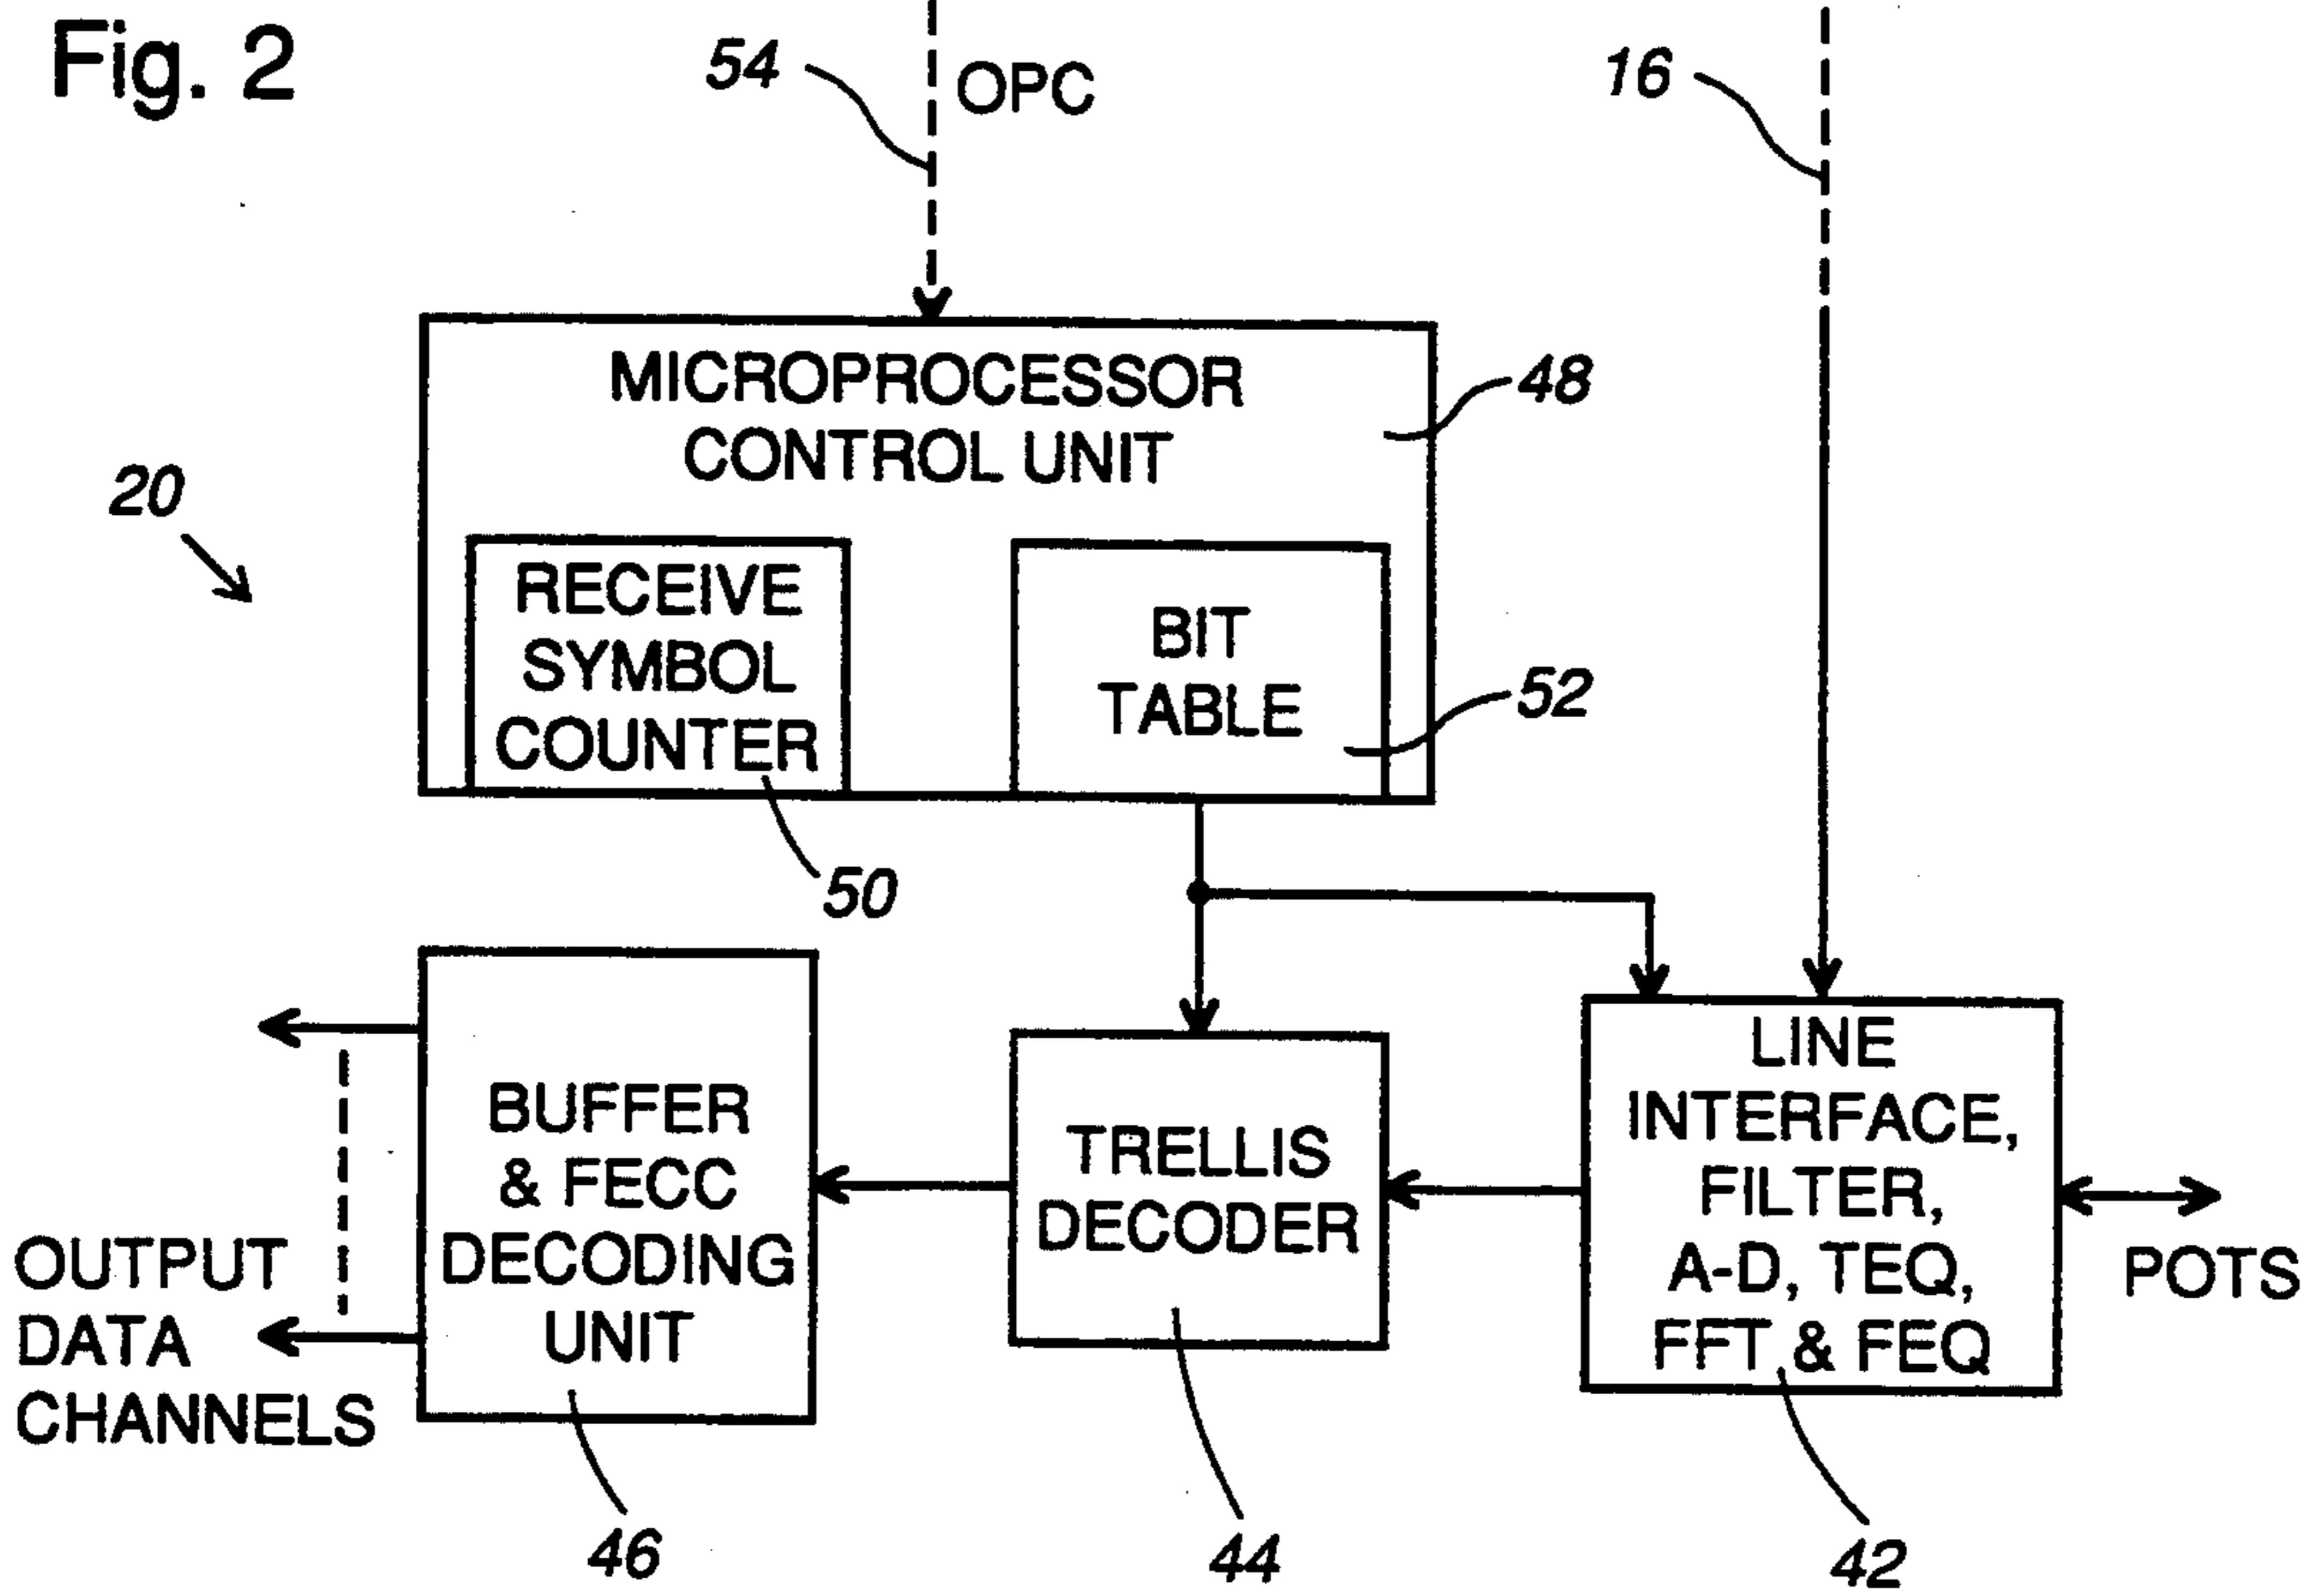 Fig. 2
54
OPC
16
MICROPROCESSOR
CONTROL UNIT
48
20
RECEIVE
SYMBOL
COUNTER
BIT
TABLE
52
50
BUFFER
& FECC
DECODING
UNIT
TRELLIS
DECODER
LINE
INTERFACE,
FILTER,
A-D, TEQ,
FFT & FEQ
POTS
OUTPUT
DATA
CHANNELS
46
44
42